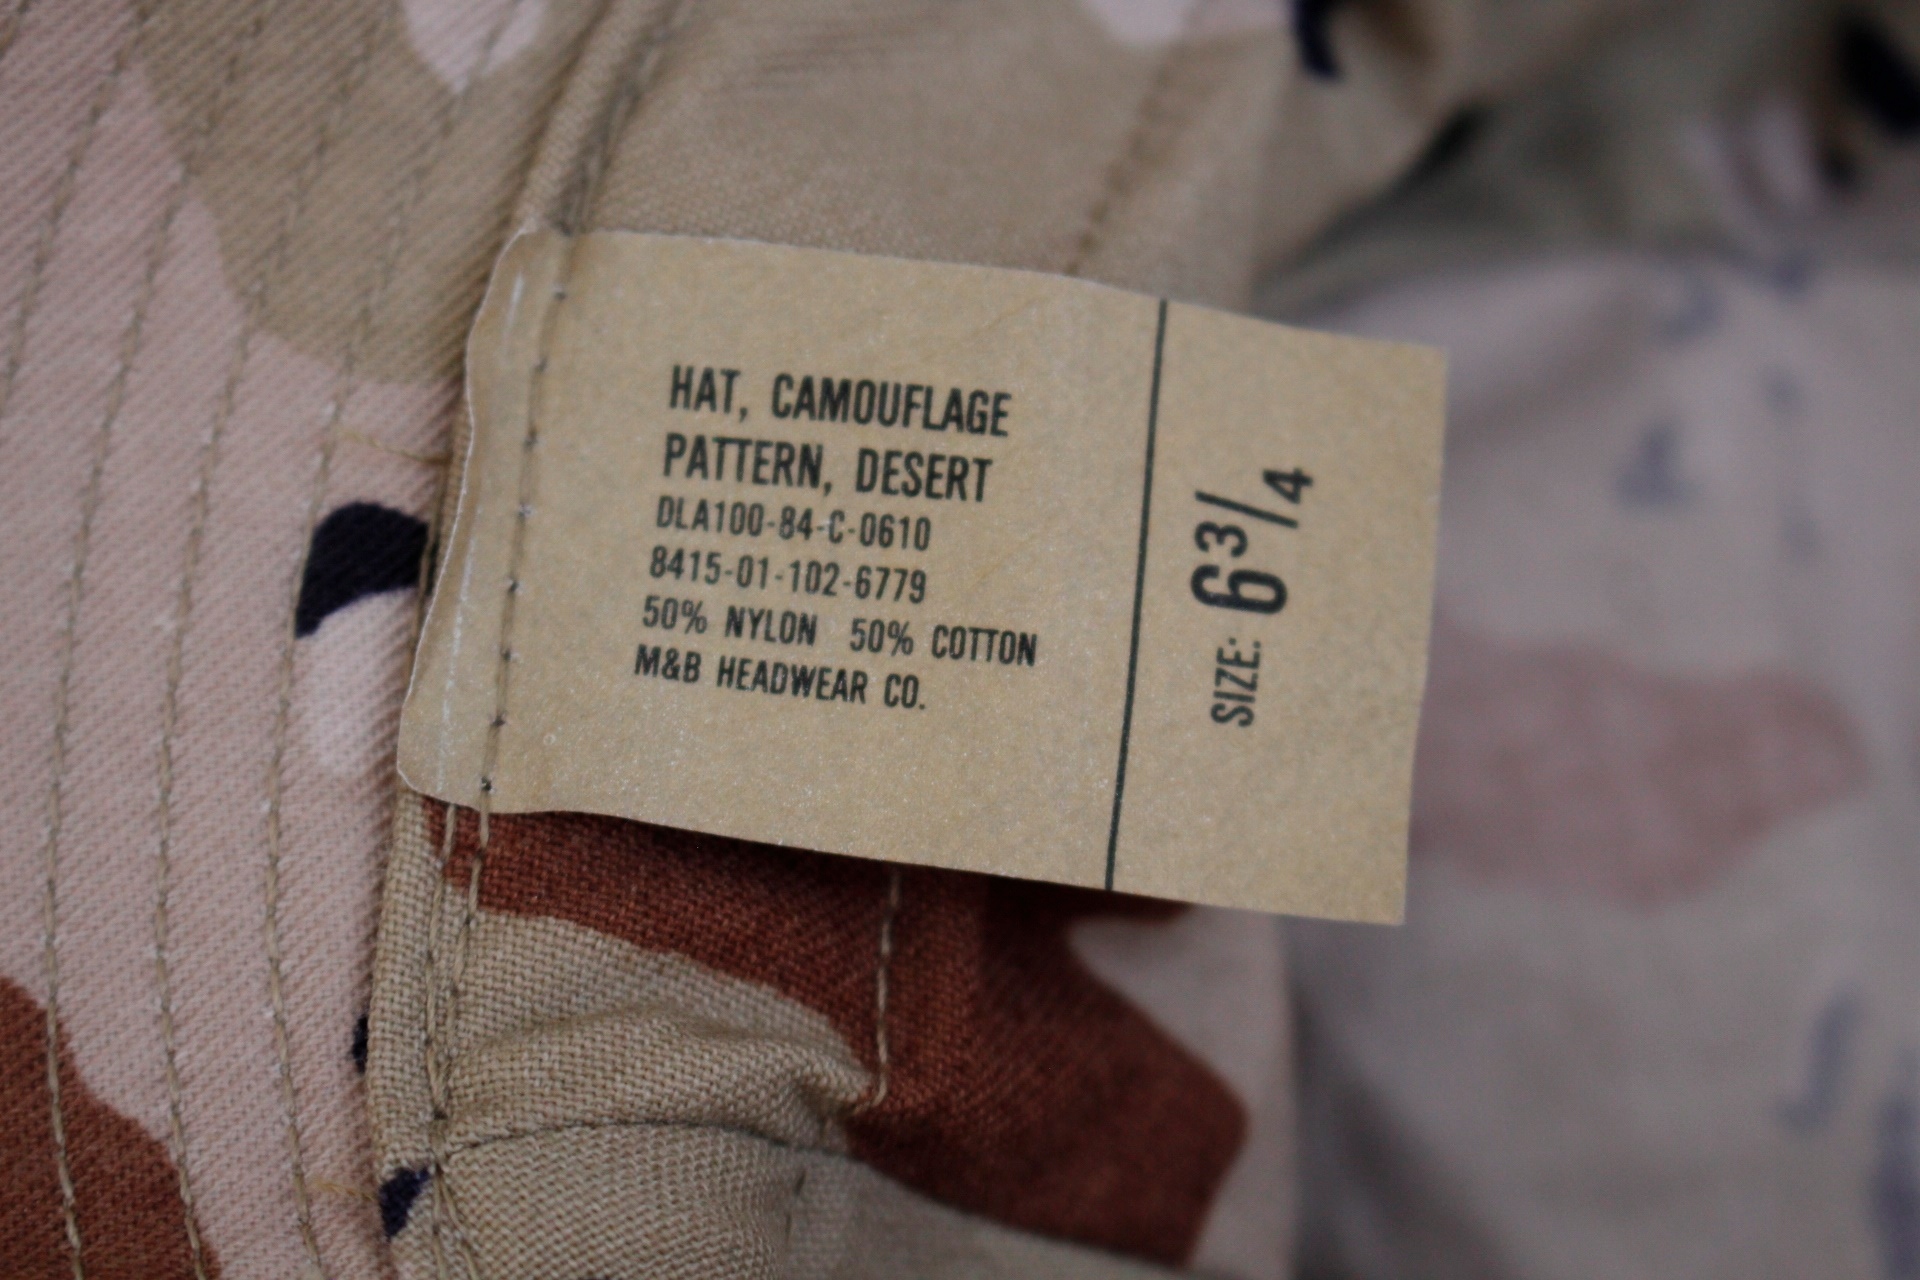 HAT, CAMOUFLAGE
PATTERN, DESERT
DLA100-84-C-0610
8415-01-102-6779
50% NYLON 50% COTTON
M&B HEADWEAR CO.
SIZE: 6 3/4